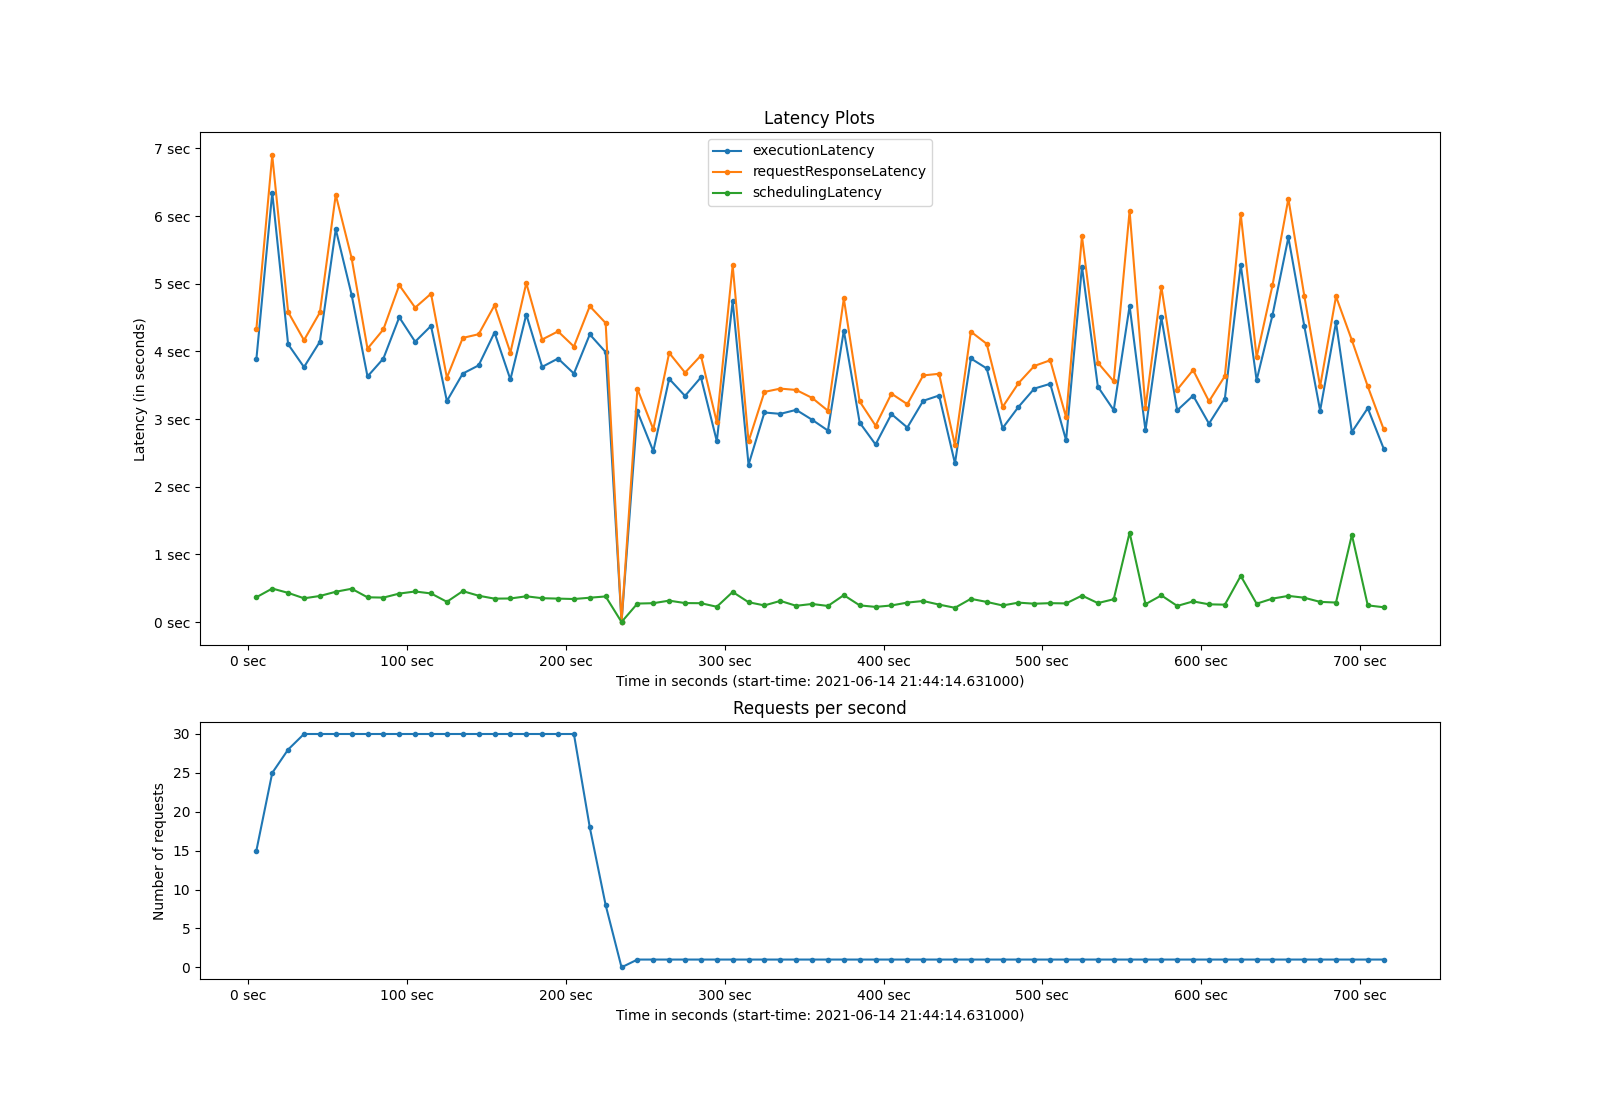 Latency Plots
executionLatency
requestResponseLatency
schedulingLatency
7 sec
6 sec
5 sec
4 sec
3 sec
2 sec
1 sec
0 sec
Latency (in seconds)
0 sec 100 sec 200 sec 300 sec 400 sec 500 sec 600 sec 700 sec
Time in seconds (start-time: 2021-06-14 21:44:14.631000)
Requests per second
30
25
20
15
10
5
0
Number of requests
0 sec 100 sec 200 sec 300 sec 400 sec 500 sec 600 sec 700 sec
Time in seconds (start-time: 2021-06-14 21:44:14.631000)